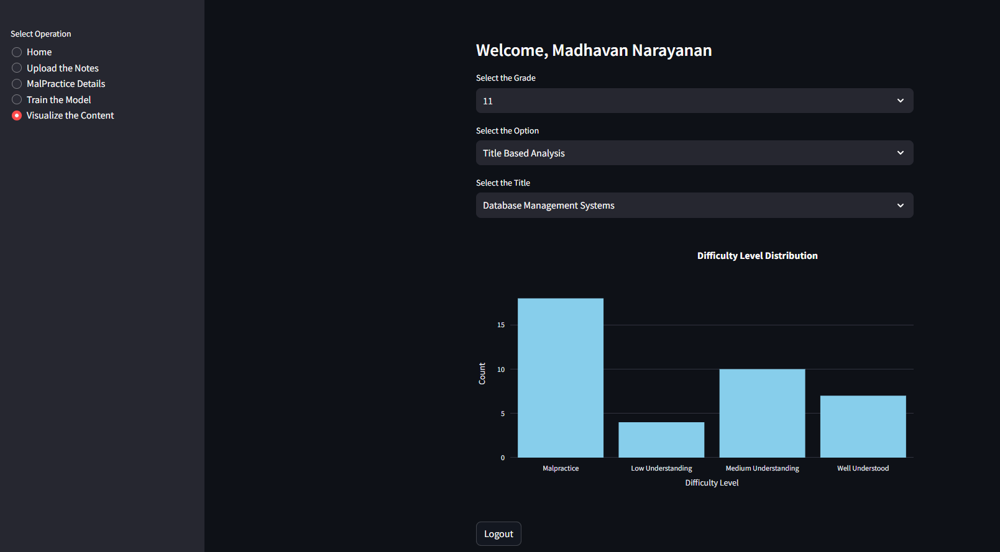 Select Operation
Home
Upload the Notes
MalPractice Details
Train the Model
Visualize the Content
Welcome, Madhavan Narayanan
Select the Grade
11
Select the Option
Title Based Analysis
Select the Title
Database Management Systems
Difficulty Level Distribution
15
10
5
0
Count
Malpractice
Low Understanding
Medium Understanding
Well Understood
Difficulty Level
Logout